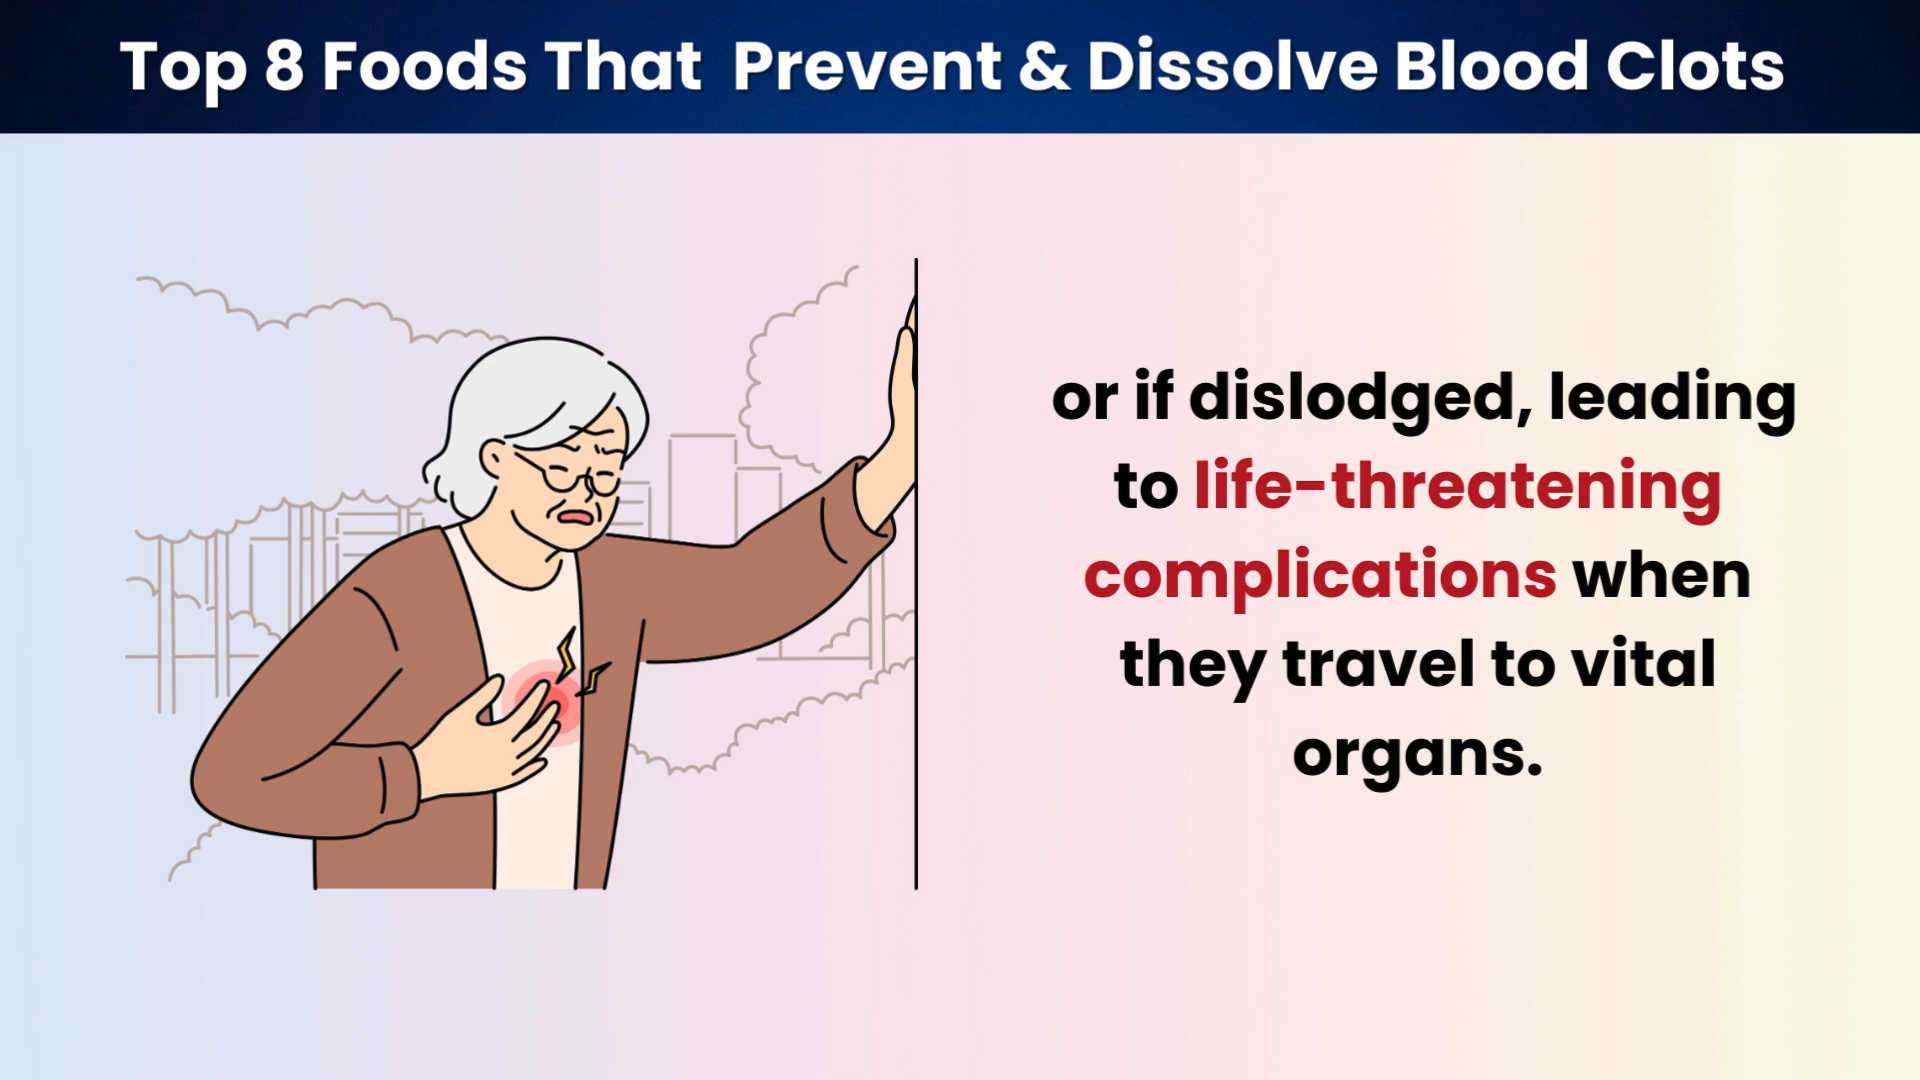 Top 8 Foods That Prevent & Dissolve Blood Clots
or if dislodged, leading
to life-threatening
complications when
they travel to vital
organs.